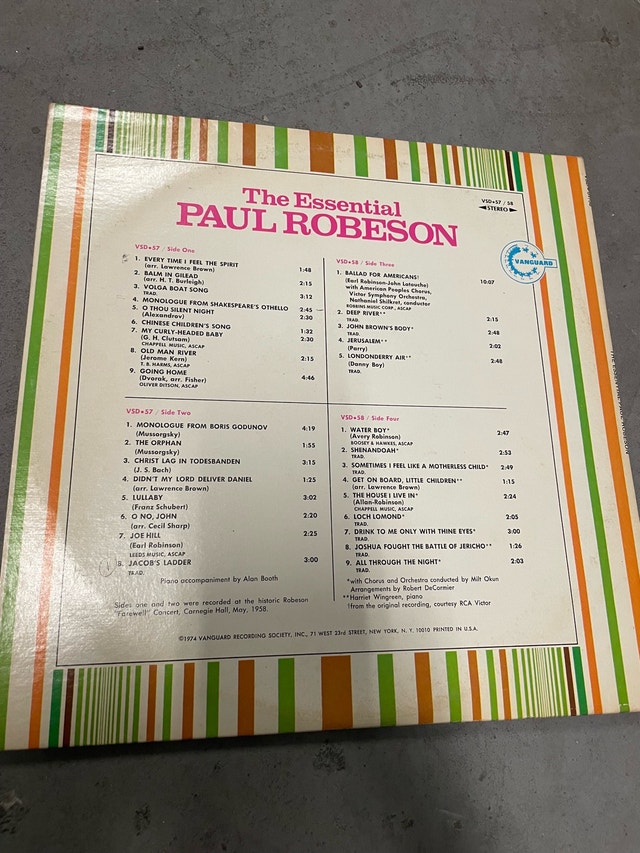 The Essential
PAUL ROBESON
VSD•57 / 58
STEREO
VANGUARD
VSD•57 / Side One
1. EVERY TIME I FEEL THE SPIRIT
(arr. Lawrence Brown) 1:48
2. BALM IN GILEAD
(arr. H. T. Burleigh) 2:15
3. VOLGA BOAT SONG
TRAD. 3:12
4. MONOLOGUE FROM SHAKESPEARE'S OTHELLO 2:45
5. O THOU SILENT NIGHT 2:30
(Alexandrov)
6. CHINESE CHILDREN'S SONG 1:32
7. MY CURLY-HEADED BABY 2:30
(G. H. Clutsam)
CHAPPELL MUSIC, ASCAP
8. OLD MAN RIVER 2:15
(Jerome Kern)
T. B. HARMS, ASCAP
9. GOING HOME 4:46
(Dvorak, arr. Fisher)
OLIVER DITSON, ASCAP
VSD•58 / Side Three
1. BALLAD FOR AMERICANS† 10:07
(Earl Robinson-John Latouche)
with American Peoples Chorus,
Victor Symphony Orchestra,
Nathaniel Shilkret, conductor
ROBBINS MUSIC CORP., ASCAP
2. DEEP RIVER** 2:15
TRAD.
3. JOHN BROWN'S BODY* 2:48
TRAD.
4. JERUSALEM** 2:02
(Parry)
5. LONDONDERRY AIR** 2:48
(Danny Boy)
TRAD.
VSD•57 / Side Two
1. MONOLOGUE FROM BORIS GODUNOV 4:19
(Mussorgsky)
2. THE ORPHAN 1:55
(Mussorgsky)
3. CHRIST LAG IN TODESBANDEN 3:15
(J. S. Bach)
4. DIDN'T MY LORD DELIVER DANIEL 1:25
(arr. Lawrence Brown)
5. LULLABY 3:02
(Franz Schubert)
6. O NO, JOHN 2:20
(arr. Cecil Sharp)
7. JOE HILL 2:25
(Earl Robinson)
LEEDS MUSIC, ASCAP
8. JACOB'S LADDER 3:00
TRAD.
Piano accompaniment by Alan Booth
Sides one and two were recorded at the historic Robeson
"Farewell" Concert, Carnegie Hall, May, 1958.
VSD•58 / Side Four
1. WATER BOY* 2:47
(Avery Robinson)
BOOSEY & HAWKES, ASCAP
2. SHENANDOAH* 2:53
TRAD.
3. SOMETIMES I FEEL LIKE A MOTHERLESS CHILD* 2:49
TRAD.
4. GET ON BOARD, LITTLE CHILDREN** 1:15
(arr. Lawrence Brown)
5. THE HOUSE I LIVE IN* 2:24
(Allan-Robinson)
CHAPPELL MUSIC, ASCAP
6. LOCH LOMOND* 2:05
TRAD.
7. DRINK TO ME ONLY WITH THINE EYES* 3:00
TRAD.
8. JOSHUA FOUGHT THE BATTLE OF JERICHO** 1:26
TRAD.
9. ALL THROUGH THE NIGHT* 2:03
TRAD.
*with Chorus and Orchestra conducted by Milt Okun
Arrangements by Robert DeCormier
**Harriet Wingreen, piano
†from the original recording, courtesy RCA Victor
©1974 VANGUARD RECORDING SOCIETY, INC., 71 WEST 23rd STREET, NEW YORK, N. Y. 10010 PRINTED IN U.S.A.